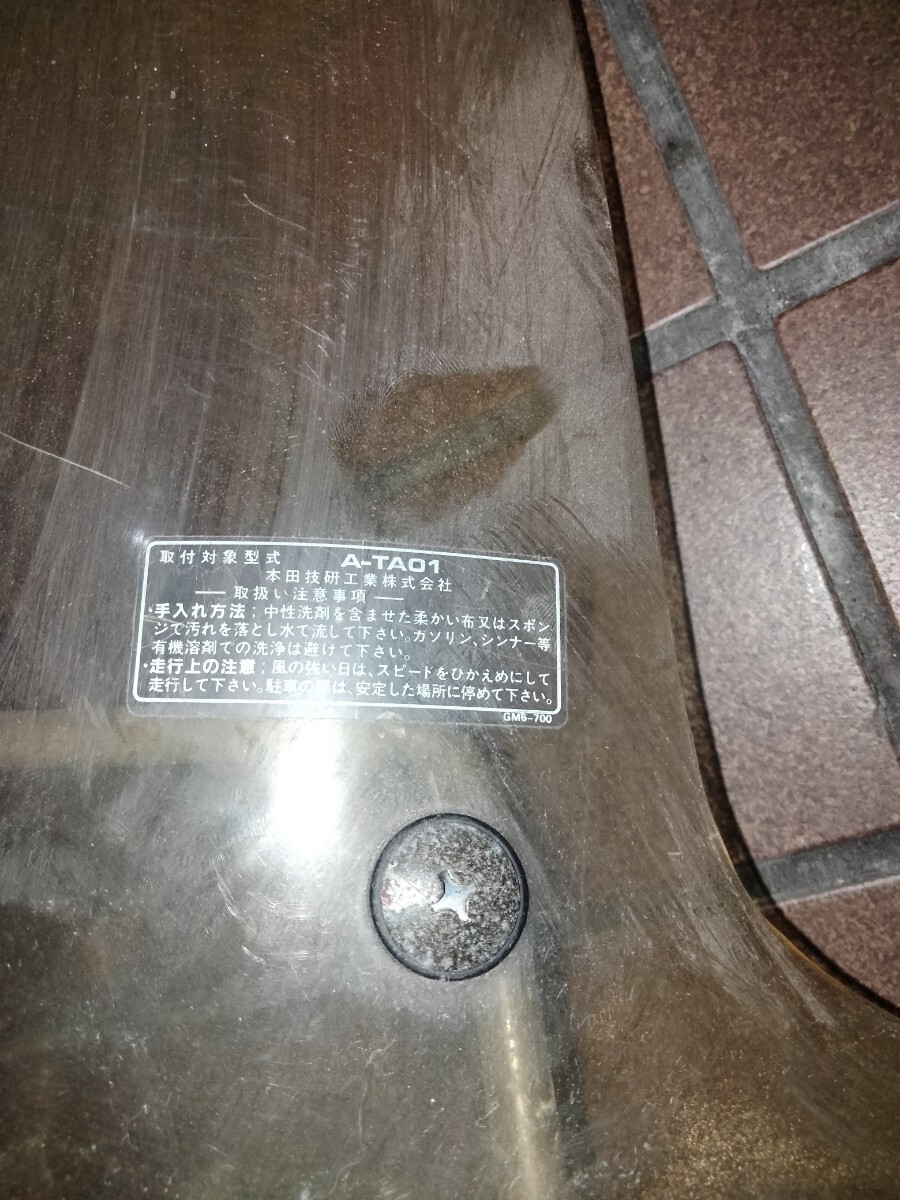 取付対象型式 A-TA01
本田技研工業株式会社
取扱い注意事項
・手入れ方法；中性洗剤を含ませた柔かい布又はスポン
ジで汚れを落とし水で流して下さい。ガソリン、シンナー等
有機溶剤での洗浄は避けて下さい。
・走行上の注意；風の強い日は、スピードをひかえめにして
走行して下さい。駐車の際は、安定した場所に停めて下さい。
GM6-700